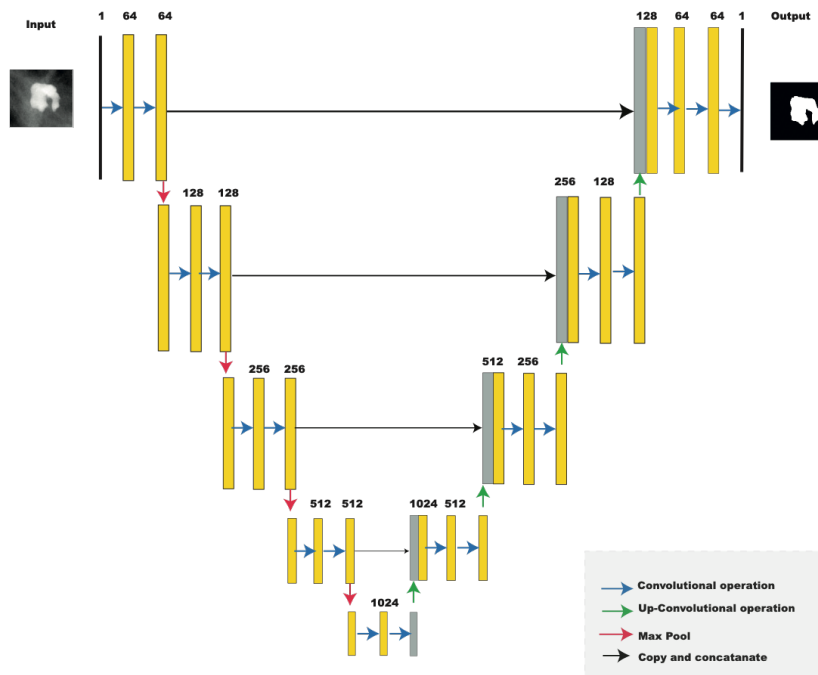 Input
1 64 64
128 64 64 1
Output
128 128
256 128
256 256
512 256
512 512
1024 512
1024
Convolutional operation
Up-Convolutional operation
Max Pool
Copy and concatanate